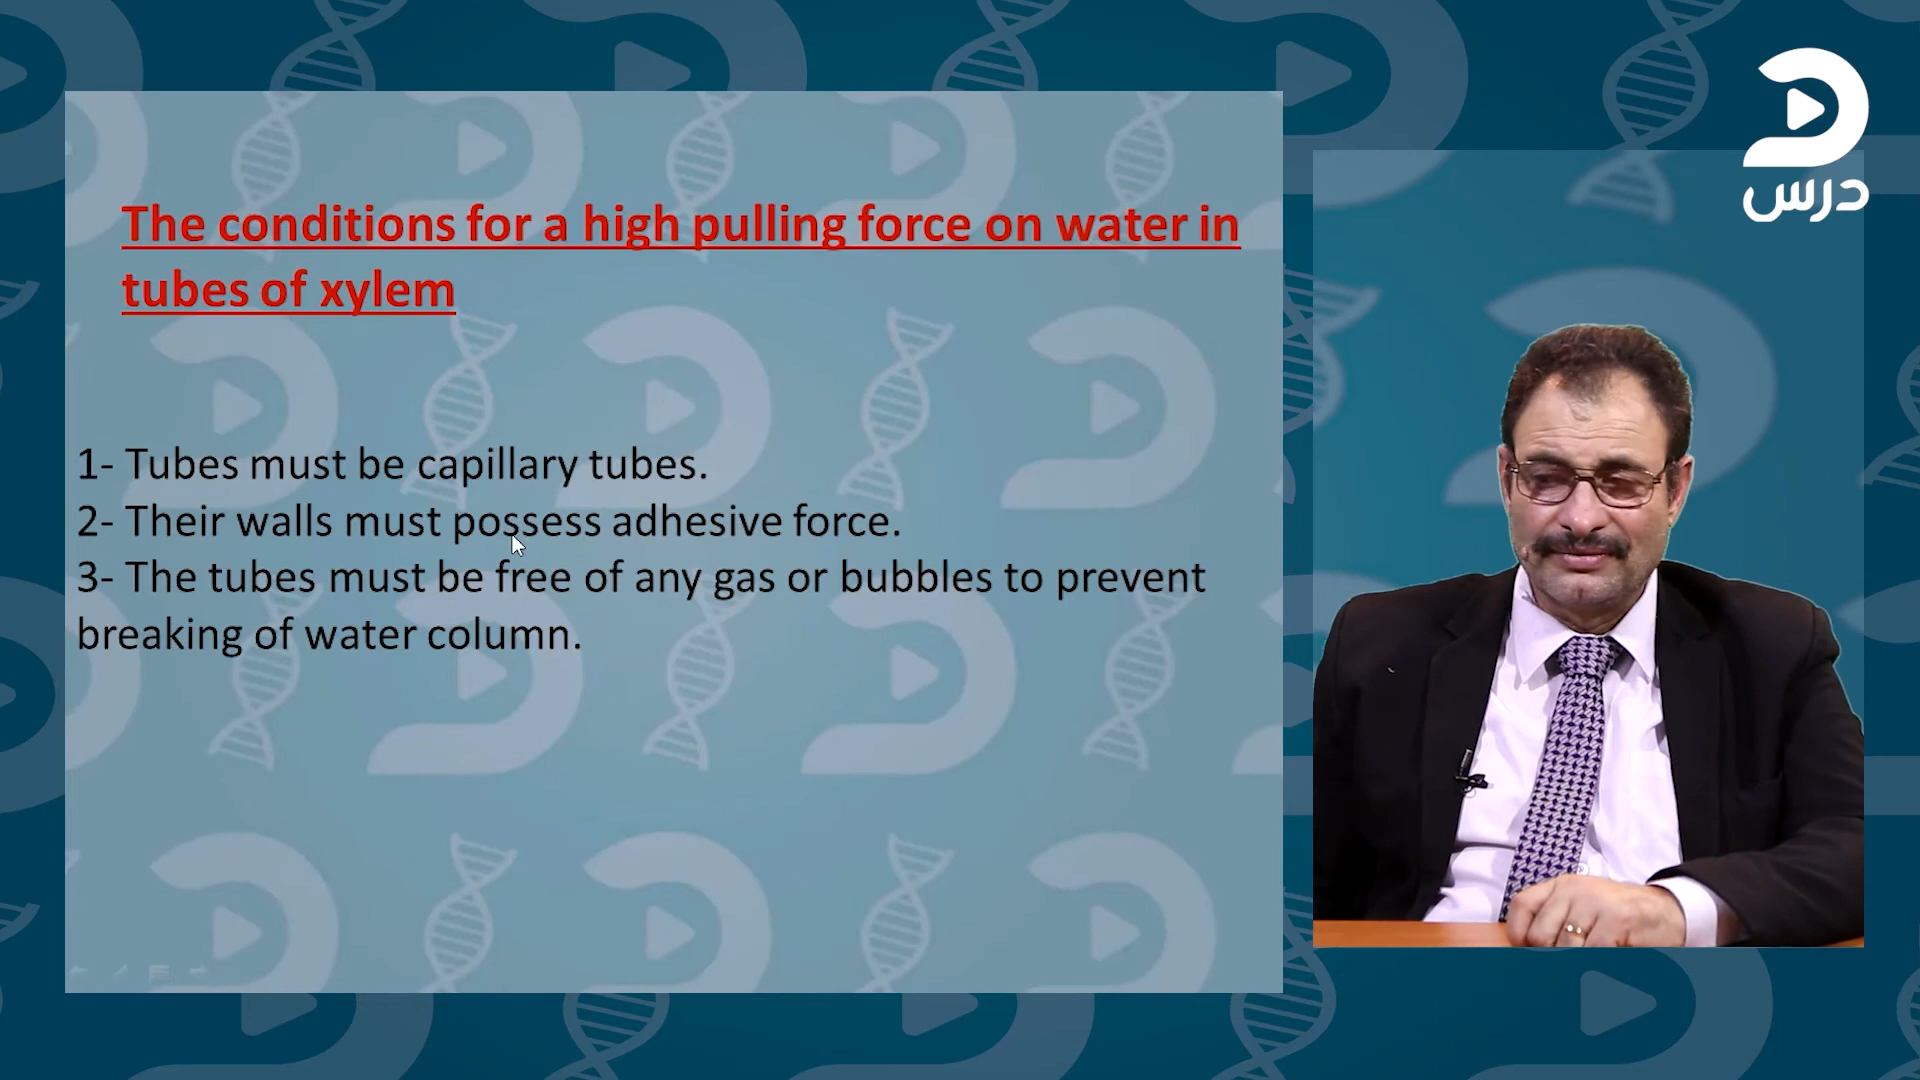 The conditions for a high pulling force on water in
tubes of xylem
1- Tubes must be capillary tubes.
2- Their walls must possess adhesive force.
3- The tubes must be free of any gas or bubbles to prevent
breaking of water column.
درس